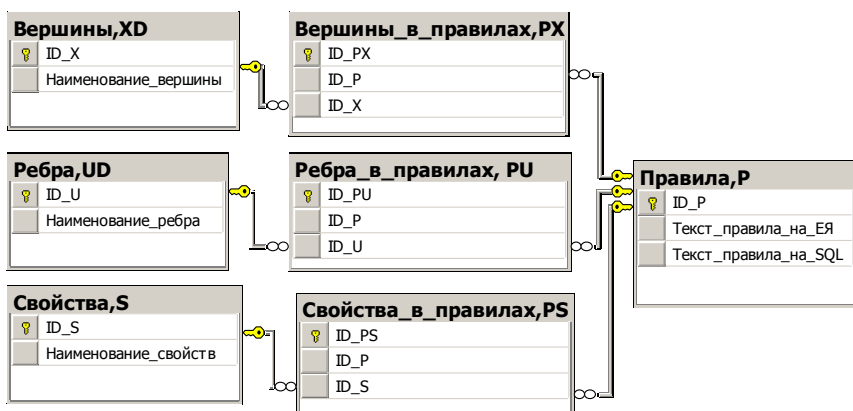 Вершины,XD
ID_X
Наименование_вершины
Вершины_в_правилах,PX
ID_PX
ID_P
ID_X
Ребра,UD
ID_U
Наименование_ребра
Ребра_в_правилах, PU
ID_PU
ID_P
ID_U
Правила,P
ID_P
Текст_правила_на_ЕЯ
Текст_правила_на_SQL
Свойства,S
ID_S
Наименование_свойств
Свойства_в_правилах,PS
ID_PS
ID_P
ID_S